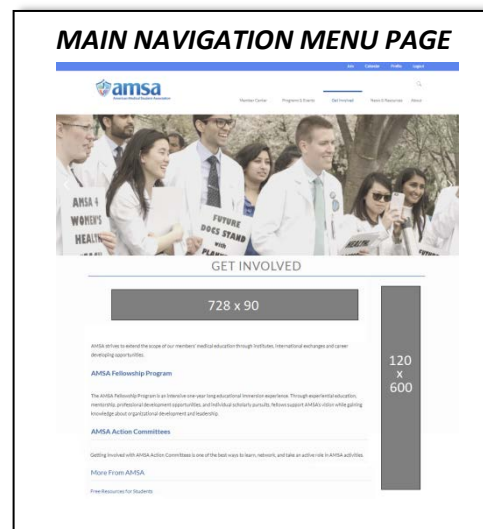 MAIN NAVIGATION MENU PAGE
Join Calendar Profile Logout
amsa
American Medical Student Association
Member Center Programs & Events Get Involved News & Resources About
AMSA 4
WOMEN'S
HEALTH
FUTURE
DOCS STAND
with
HEALTH
FUTURE
GET INVOLVED
728 x 90
120
x
600
AMSA strives to extend the scope of our members' medical education through institutes, international exchanges and career
developing opportunities.
AMSA Fellowship Program
The AMSA Fellowship Program is an intensive one-year long educational immersion experience. Through experiential education,
mentorship, professional development opportunities, and individual scholarly pursuits, fellows support AMSA's vision while gaining
knowledge about organizational development and leadership.
AMSA Action Committees
Getting involved with AMSA Action Committees is one of the best ways to learn, network, and take an active role in AMSA activities.
More From AMSA
Free Resources for Students